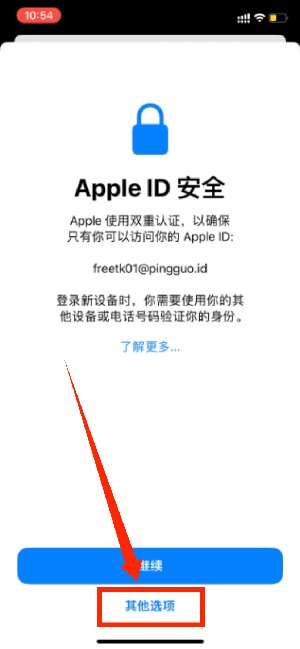 10:54
Apple ID 安全
Apple 使用双重认证，以确保
只有你可以访问你的 Apple ID:
freetk01@pingguo.id
登录新设备时，你需要使用你的其
他设备或电话号码验证你的身份。
了解更多...
继续
其他选项